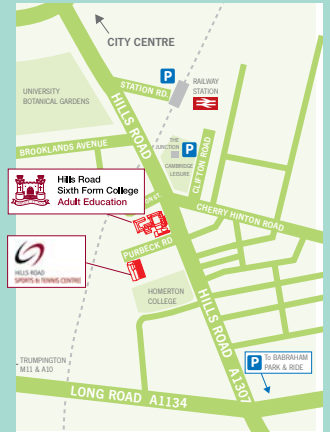 CITY CENTRE
P
RAILWAY
STATION
STATION RD.
UNIVERSITY
BOTANICAL GARDENS
HILLS ROAD
BROOKLANDS AVENUE
THE
JUNCTION
P
CAMBRIDGE
LEISURE
CLIFTON ROAD
Hills Road
Sixth Form College
Adult Education
ST.
CHERRY HINTON ROAD
PURBECK RD
HILLS ROAD
SPORTS & TENNIS CENTRE
HOMERTON
COLLEGE
HILLS ROAD A1307
TRUMPINGTON
M11 & A10
P
To BABRAHAM
PARK & RIDE
LONG ROAD A1134